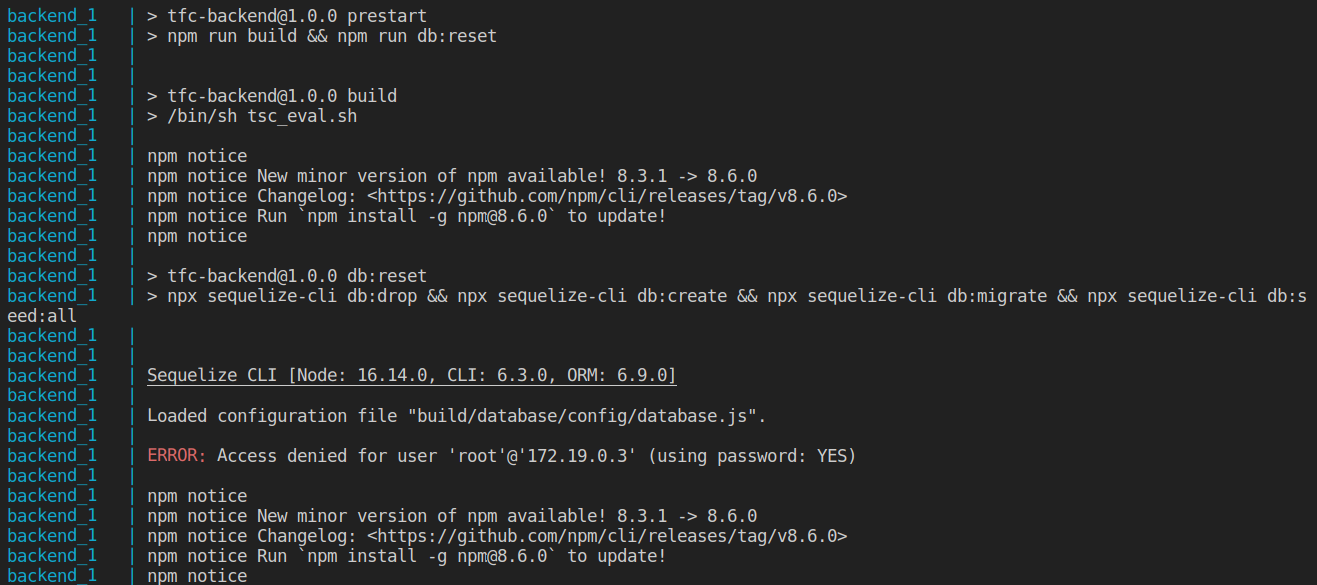 backend_1   | > tfc-backend@1.0.0 prestart
backend_1   | > npm run build && npm run db:reset
backend_1   |
backend_1   |
backend_1   | > tfc-backend@1.0.0 build
backend_1   | > /bin/sh tsc_eval.sh
backend_1   |
backend_1   | npm notice
backend_1   | npm notice New minor version of npm available! 8.3.1 -> 8.6.0
backend_1   | npm notice Changelog: <https://github.com/npm/cli/releases/tag/v8.6.0>
backend_1   | npm notice Run `npm install -g npm@8.6.0` to update!
backend_1   | npm notice
backend_1   |
backend_1   | > tfc-backend@1.0.0 db:reset
backend_1   | > npx sequelize-cli db:drop && npx sequelize-cli db:create && npx sequelize-cli db:migrate && npx sequelize-cli db:s
eed:all
backend_1   |
backend_1   |
backend_1   | Sequelize CLI [Node: 16.14.0, CLI: 6.3.0, ORM: 6.9.0]
backend_1   |
backend_1   | Loaded configuration file "build/database/config/database.js".
backend_1   |
backend_1   | ERROR: Access denied for user 'root'@'172.19.0.3' (using password: YES)
backend_1   |
backend_1   | npm notice
backend_1   | npm notice New minor version of npm available! 8.3.1 -> 8.6.0
backend_1   | npm notice Changelog: <https://github.com/npm/cli/releases/tag/v8.6.0>
backend_1   | npm notice Run `npm install -g npm@8.6.0` to update!
backend_1   | npm notice